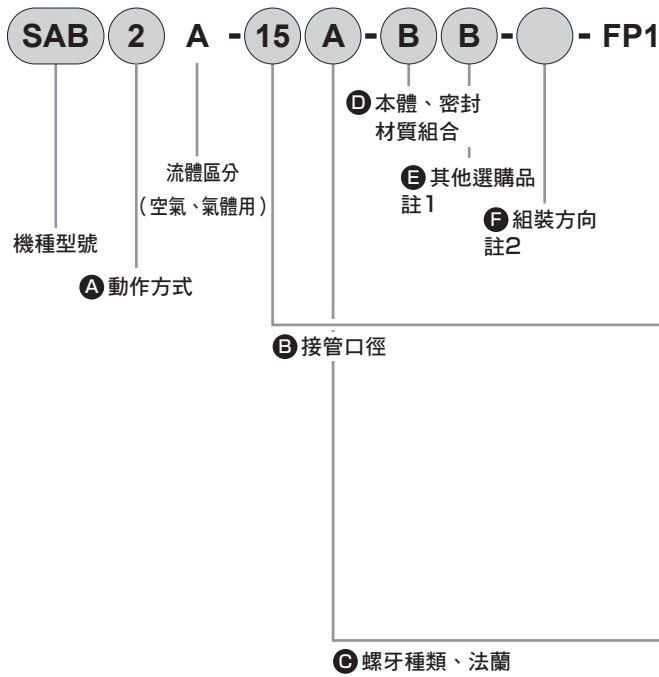 SAB 2 A - 15 A - B B - - FP1
D 本體、密封
材質組合
流體區分
（空氣、氣體用）
E 其他選購品
註1
F 組裝方向
註2
機種型號
A 動作方式
B 接管口徑
C 螺牙種類、法蘭